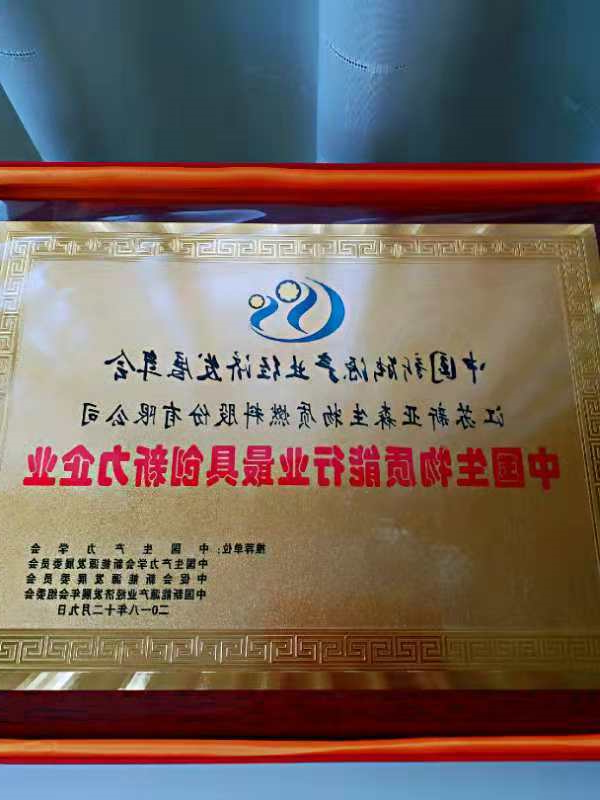 中国新能源产业经济发展年会
江苏新亚森生物质燃料股份有限公司
中国生物质能行业最具创新力企业
推荐单位：中国生产力学会
中国生产力学会新能源发展委员会
中促会新能源发展委员会
中国新能源产业经济发展年会组委会
二〇一八年十二月九日